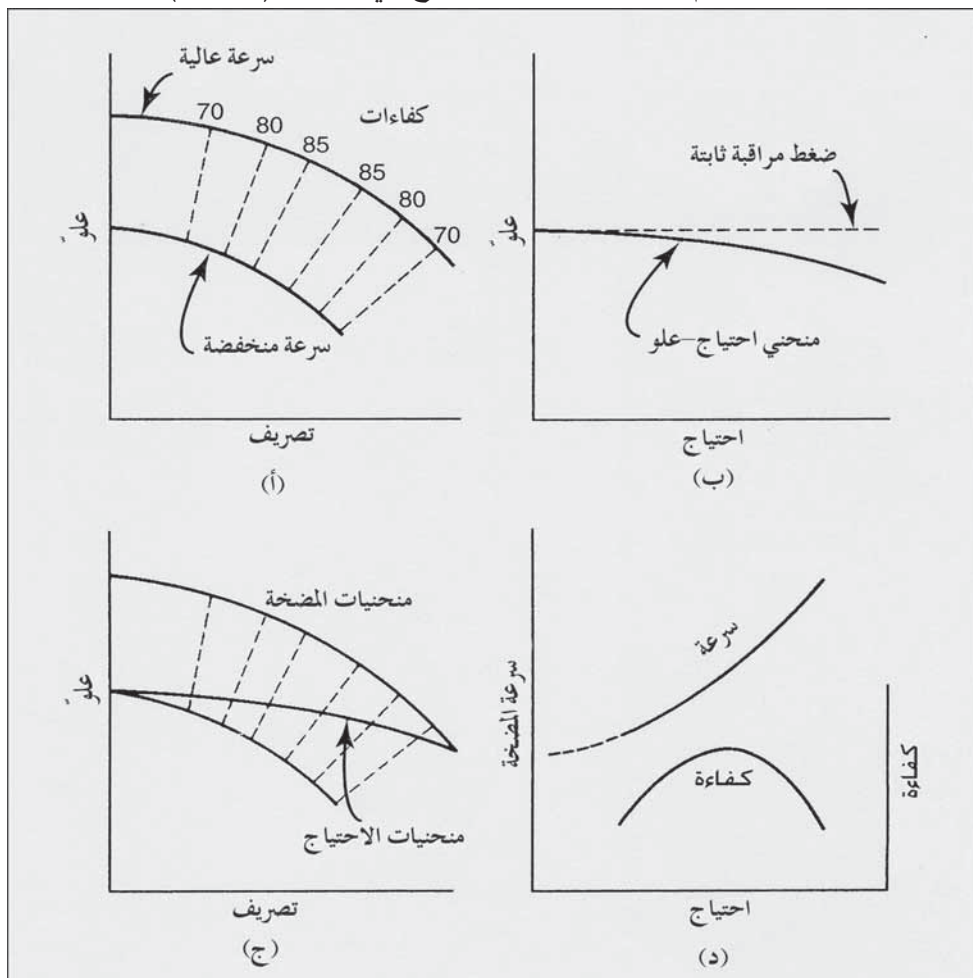 سرعة عالية
كفاءات
70
80
85
85
80
70
علوّ
سرعة منخفضة
تصريف
(أ)
ضغط مراقبة ثابتة
علوّ
منحني احتياج-علو
احتياج
(ب)
منحنيات المضخة
علوّ
منحنيات الاحتياج
تصريف
(ج)
سرعة
سرعة المضخة
كفاءة
كفاءة
احتياج
(د)